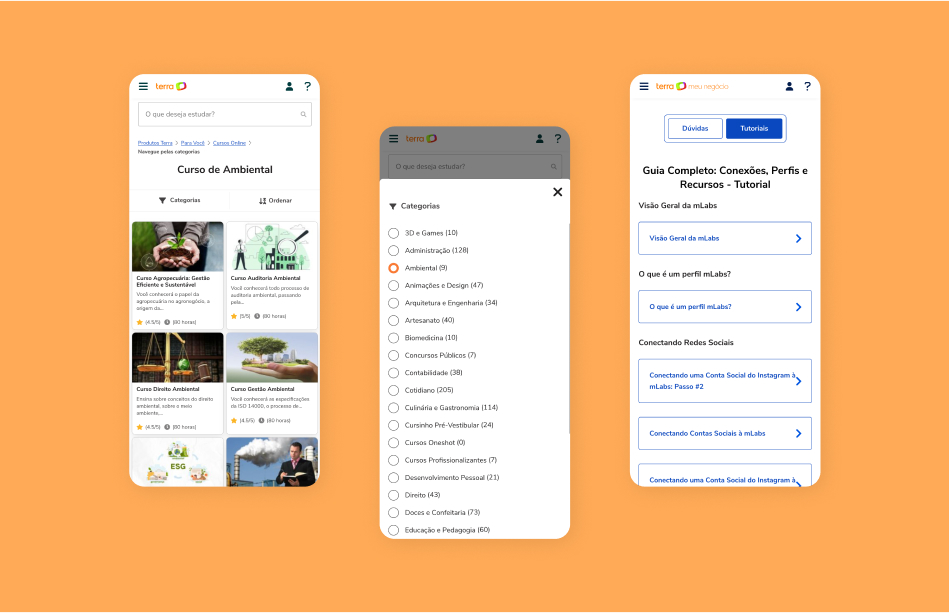 terra
?
O que deseja estudar?
Produtos Terra > Para Você > Cursos Online >
Navegue pelas categorias
Curso de Ambiental
Categorias
Ordenar
Curso Agropecuária: Gestão
Eficiente e Sustentável
Você conhecerá o papel da
agropecuária no agronegócio, a
origem da...
(4.5/5) (80 horas)
Curso Auditoria Ambiental
Você conhecerá todo processo de
auditoria ambiental, passando
pela...
(5/5) (80 horas)
Curso Direito Ambiental
Ensina sobre conceitos do direito
ambiental, sobre o meio
ambiente,...
(4.5/5) (80 horas)
Curso Gestão Ambiental
Você conhecerá as especificações
da ISO 14000, o processo de...
(4.5/5) (80 horas)
ESG
terra
?
O que deseja estudar?
Categorias
3D e Games (10)
Administração (128)
Ambiental (9)
Animações e Design (47)
Arquitetura e Engenharia (34)
Artesanato (40)
Biomedicina (10)
Concursos Públicos (7)
Contabilidade (38)
Cotidiano (205)
Culinária e Gastronomia (114)
Cursinho Pré-Vestibular (24)
Cursos Oneshot (0)
Cursos Profissionalizantes (7)
Desenvolvimento Pessoal (21)
Direito (43)
Doces e Confeitaria (73)
Educação e Pedagogia (60)
terra meu negócio
?
Dúvidas
Tutoriais
Guia Completo: Conexões, Perfis e
Recursos - Tutorial
Visão Geral da mLabs
Visão Geral da mLabs
O que é um perfil mLabs?
O que é um perfil mLabs?
Conectando Redes Sociais
Conectando uma Conta Social do Instagram à
mLabs: Passo #2
Conectando Contas Sociais à mLabs
Conectando uma Conta Social do Instagram à